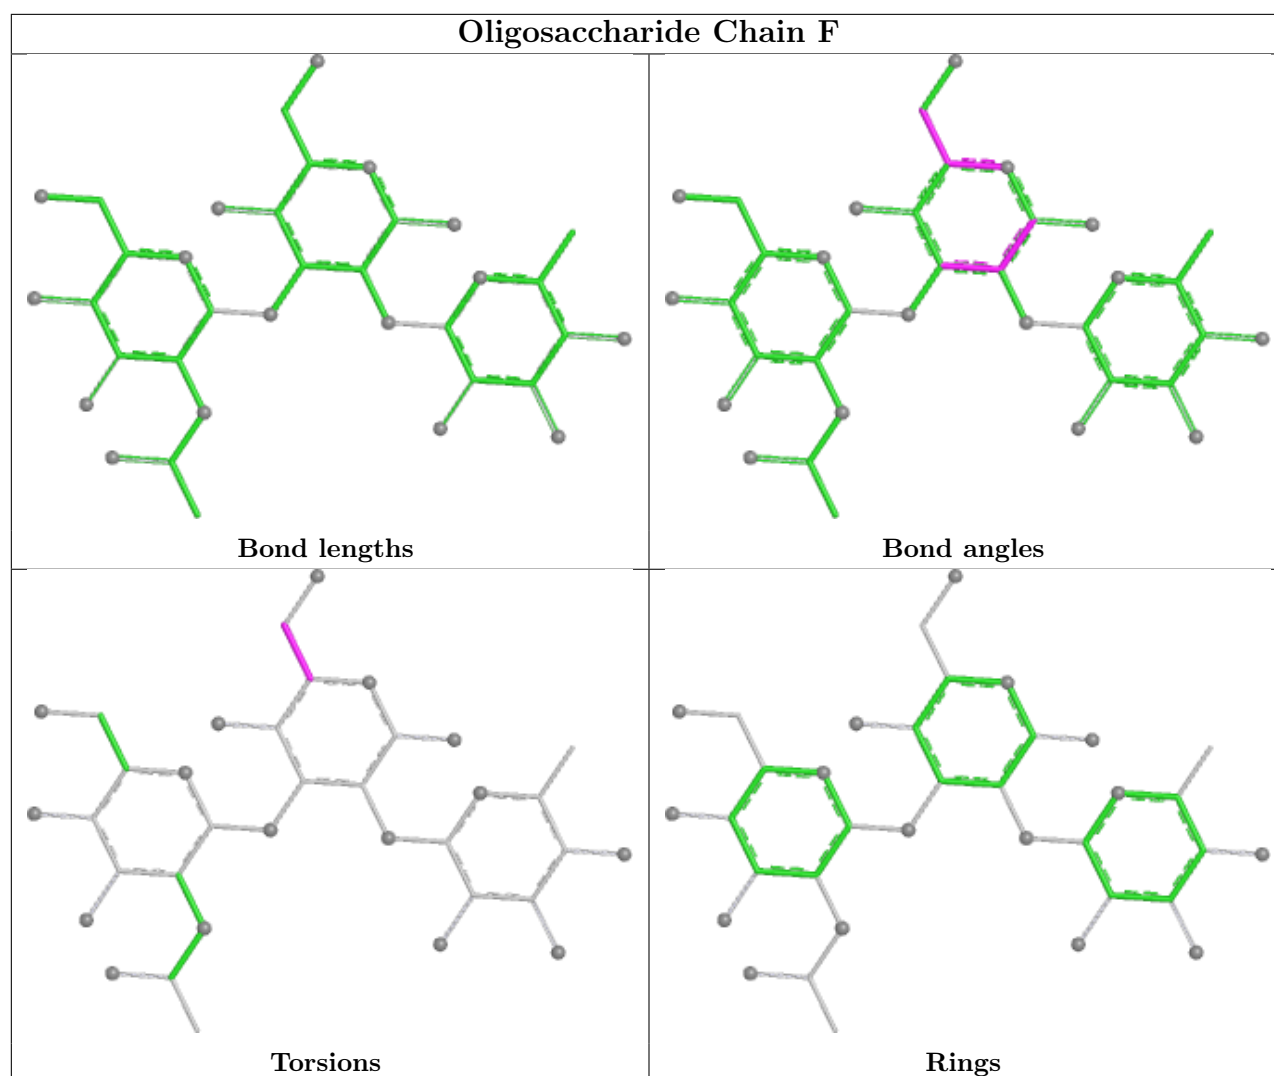 Oligosaccharide Chain F
Bond lengths
Bond angles
Torsions
Rings